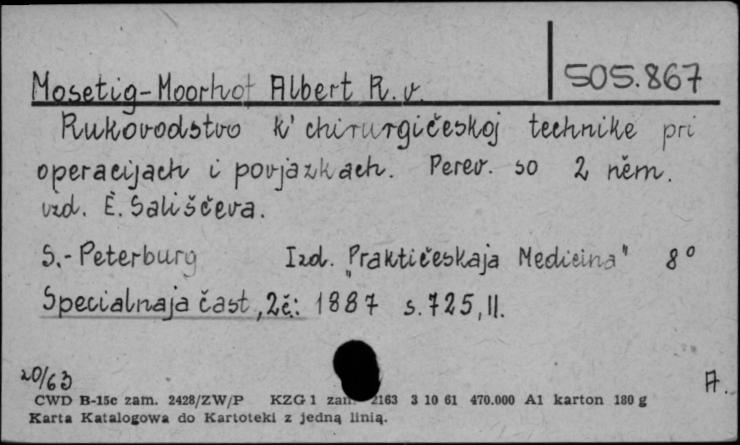 505.867
Mosetig-Moorhof Albert R. v.
Rukovodstvo k' chirurgičeskoj technike pri
operacijach i povjazkach. Perev. so 2 něm.
izd. È. Sališčeva.
S.-Peterburg Izd. "Praktičeskaja Medicina" 8°
Specialnaja čast, 2č.: 1887 s. 725, II.
20/63
A.
CWD B-15c zam. 2428/ZW/P KZG 1 zam. 2163 3 10 61 470.000 A1 karton 180 g
Karta Katalogowa do Kartoteki z jedną linią.